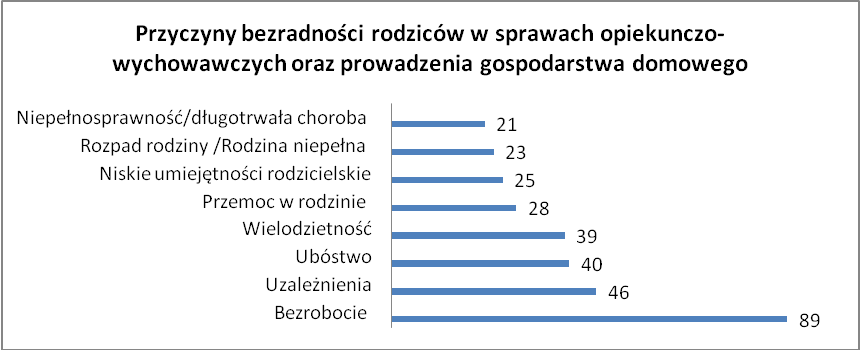 Przyczyny bezradności rodziców w sprawach opiekunczo-
wychowawczych oraz prowadzenia gospodarstwa domowego
Niepełnosprawność/długotrwała choroba 21
Rozpad rodziny /Rodzina niepełna 23
Niskie umiejętności rodzicielskie 25
Przemoc w rodzinie 28
Wielodzietność 39
Ubóstwo 40
Uzależnienia 46
Bezrobocie 89